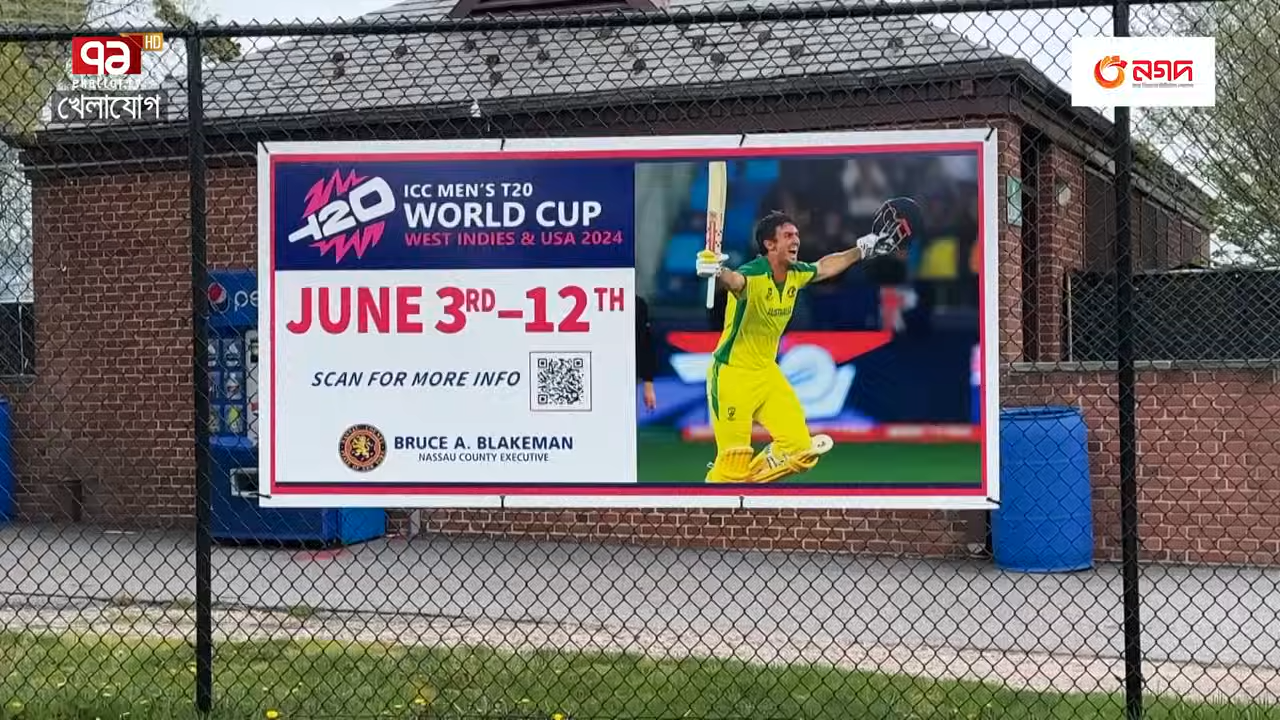 HD
খেলাযোগ
নগদ
pe
T20
ICC MEN'S T20
WORLD CUP
WEST INDIES & USA 2024
JUNE 3RD–12TH
SCAN FOR MORE INFO
BRUCE A. BLAKEMAN
NASSAU COUNTY EXECUTIVE
AUSTRALIA